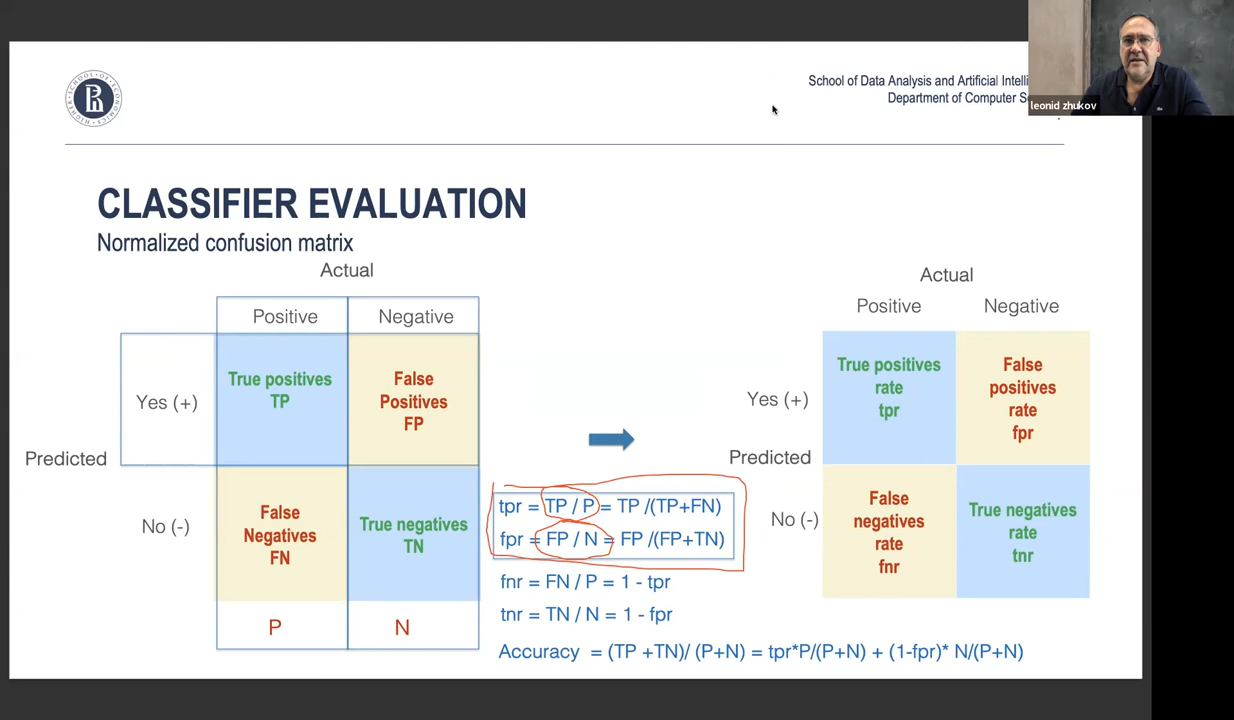 School of Data Analysis and Artificial Intelli
Department of Computer S
leonid zhukov
CLASSIFIER EVALUATION
Normalized confusion matrix
Actual
Positive
Negative
Yes (+)
True positives
TP
False
Positives
FP
Predicted
No (-)
False
Negatives
FN
True negatives
TN
P
N
tpr = TP / P = TP /(TP+FN)
fpr = FP / N = FP /(FP+TN)
fnr = FN / P = 1 - tpr
tnr = TN / N = 1 - fpr
Accuracy = (TP +TN)/ (P+N) = tpr*P/(P+N) + (1-fpr)* N/(P+N)
Actual
Positive
Negative
Yes (+)
True positives
rate
tpr
False
positives
rate
fpr
Predicted
No (-)
False
negatives
rate
fnr
True negatives
rate
tnr